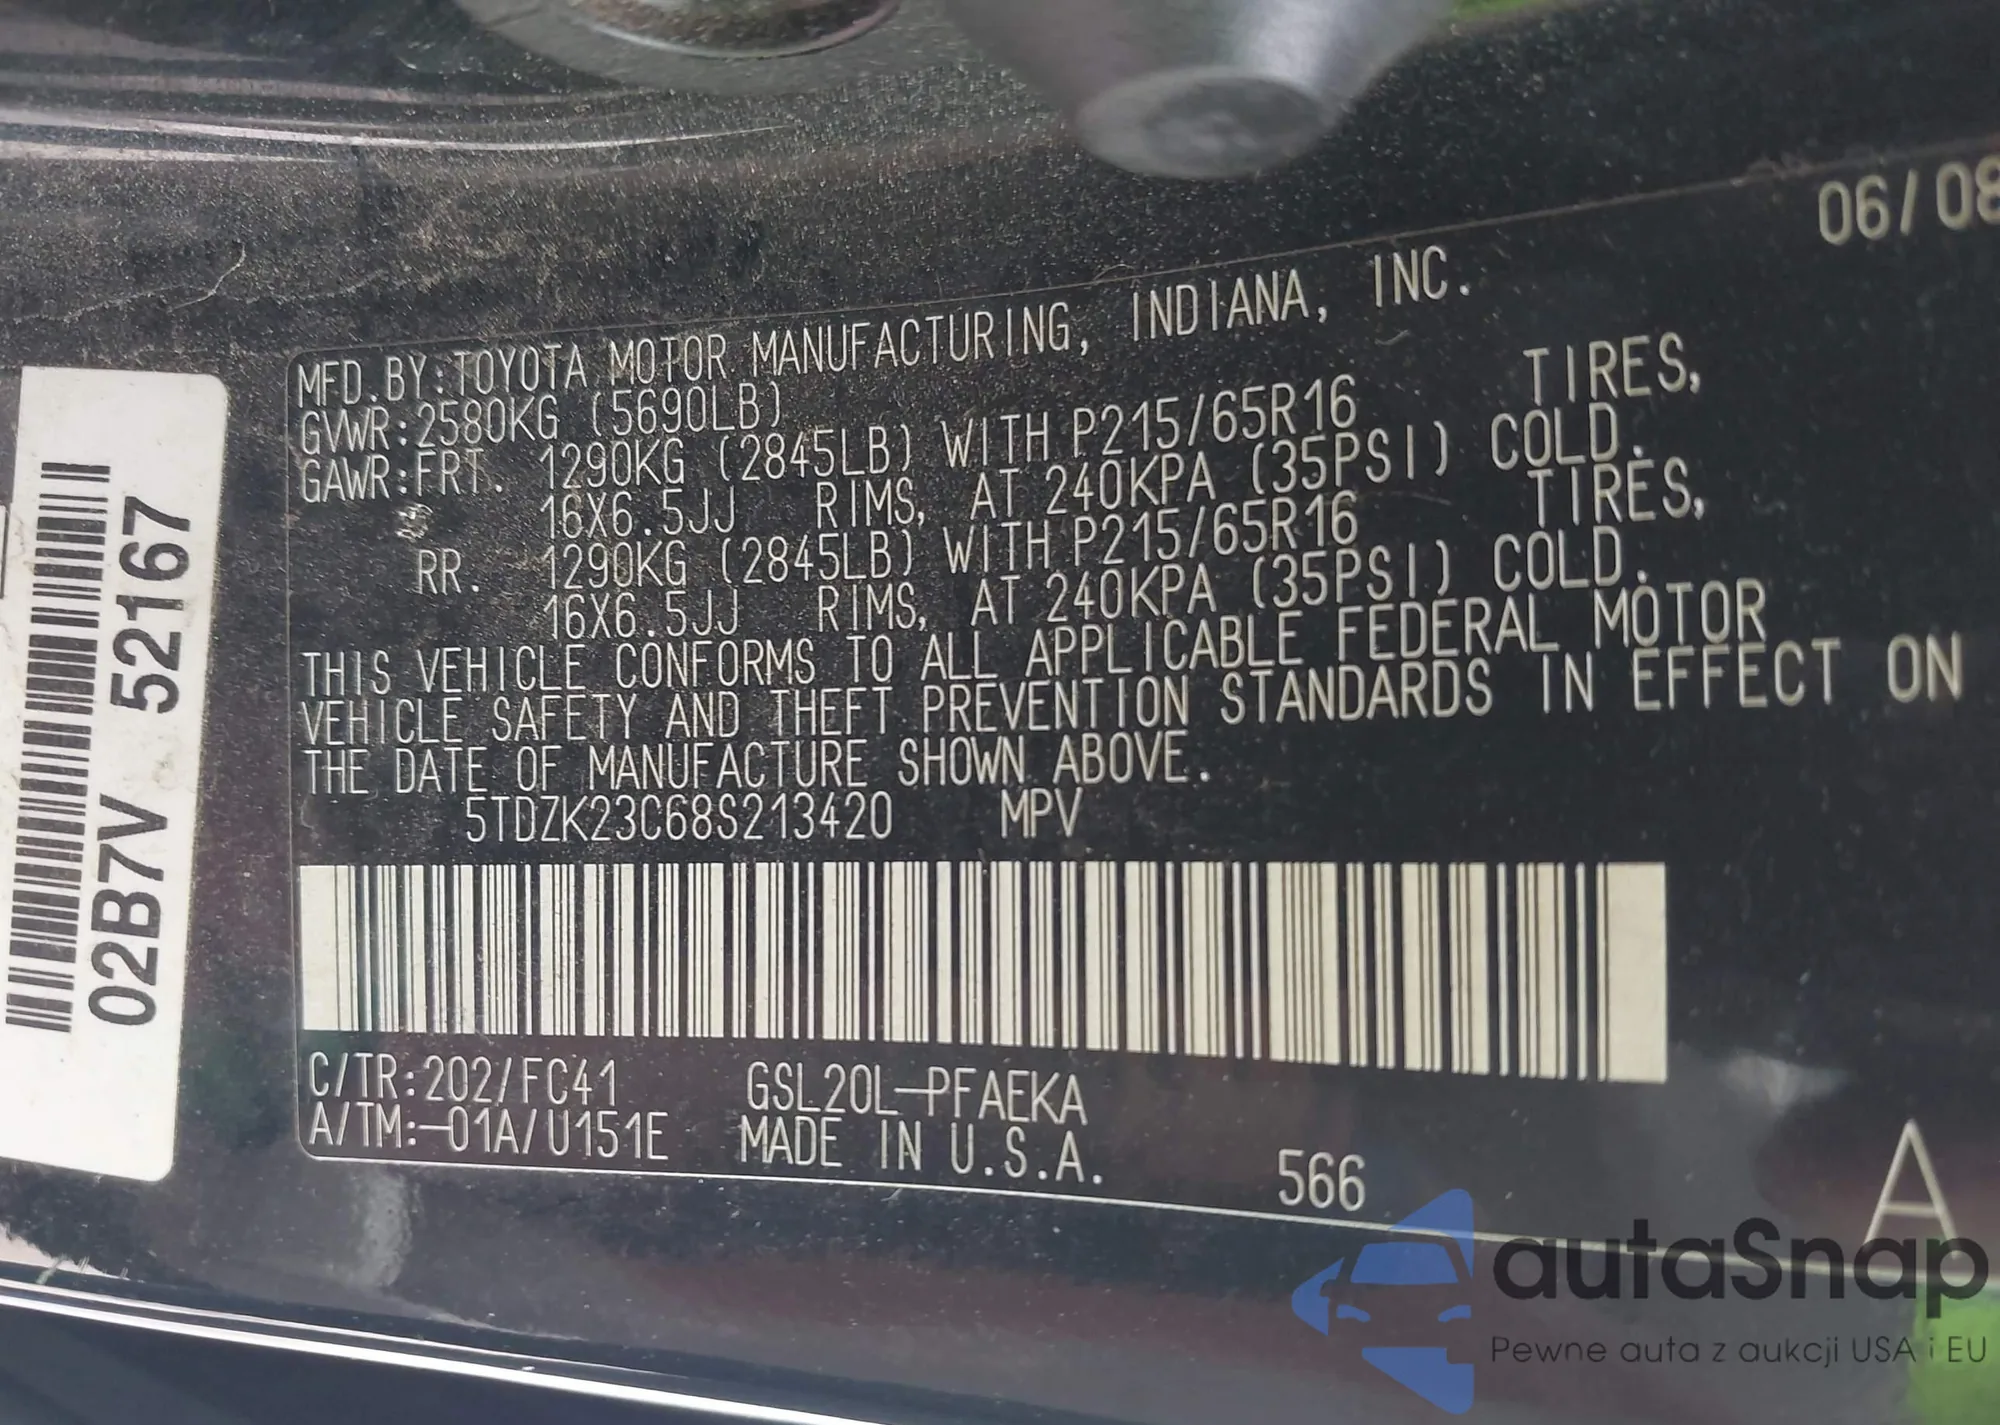 06/08
MFD.BY:TOYOTA MOTOR MANUFACTURING, INDIANA, INC.
GVWR:2580KG (5690LB)
GAWR:FRT. 1290KG (2845LB) WITH P215/65R16 TIRES,
16X6.5JJ RIMS, AT 240KPA (35PSI) COLD.
RR. 1290KG (2845LB) WITH P215/65R16 TIRES,
16X6.5JJ RIMS, AT 240KPA (35PSI) COLD.
THIS VEHICLE CONFORMS TO ALL APPLICABLE FEDERAL MOTOR
VEHICLE SAFETY AND THEFT PREVENTION STANDARDS IN EFFECT ON
THE DATE OF MANUFACTURE SHOWN ABOVE.
5TDZK23C68S213420 MPV
C/TR:202/FC41 GSL20L-PFAEKA
A/TM:-01A/U151E MADE IN U.S.A.
566
A
02B7V 52167
autaSnap
Pewne auta z aukcji USA i EU